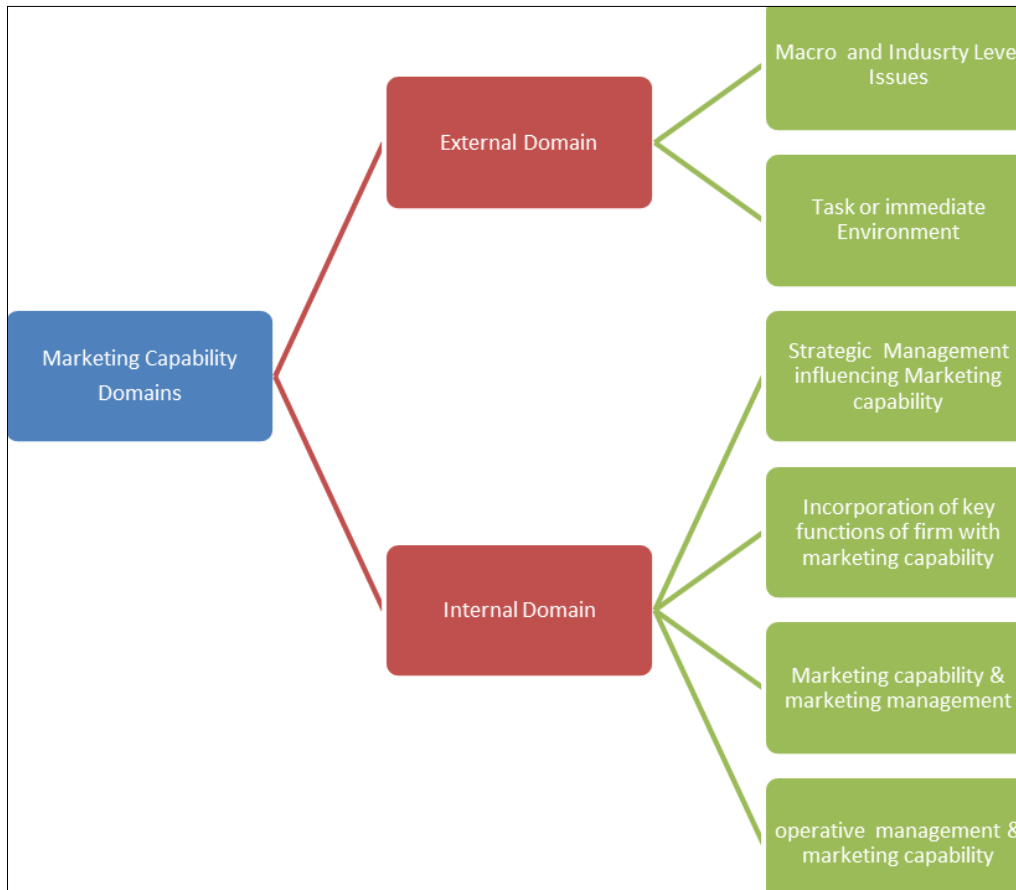 Macro and Indusrty Leve
Issues
External Domain
Task or immediate
Environment
Marketing Capability
Domains
Strategic Management
influencing Marketing
capability
Incorporation of key
functions of firm with
marketing capability
Internal Domain
Marketing capability &
marketing management
operative management &
marketing capability